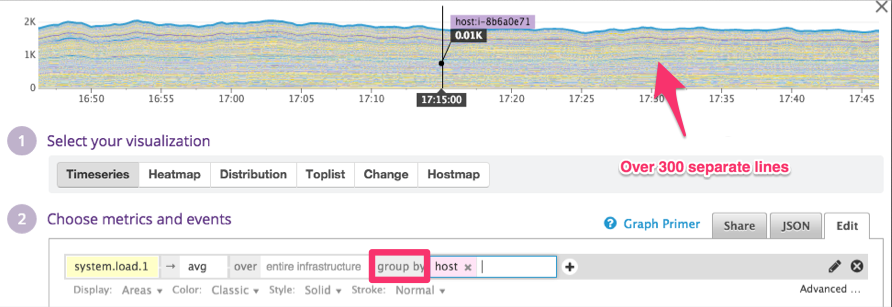 2K
1K
0
host:i-8b6a0e71
0.01K
16:50 16:55 17:00 17:05 17:10 17:15:00 17:20 17:25 17:30 17:35 17:40 17:45
Over 300 separate lines
1 Select your visualization
Timeseries Heatmap Distribution Toplist Change Hostmap
2 Choose metrics and events
? Graph Primer Share JSON Edit
system.load.1 → avg over entire infrastructure group by host × +
Display: Areas Color: Classic Style: Solid Stroke: Normal Advanced ...